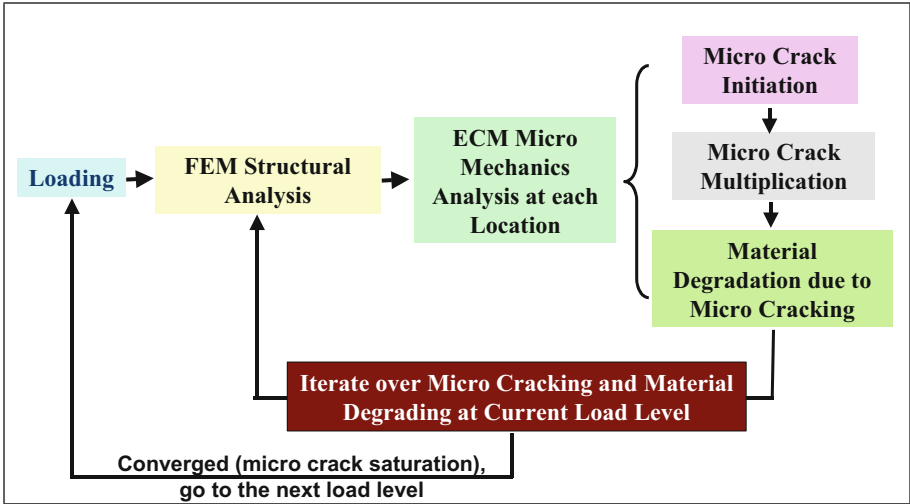 Loading
FEM Structural
Analysis
ECM Micro
Mechanics
Analysis at each
Location
Micro Crack
Initiation
Micro Crack
Multiplication
Material
Degradation due to
Micro Cracking
Iterate over Micro Cracking and Material
Degrading at Current Load Level
Converged (micro crack saturation),
go to the next load level